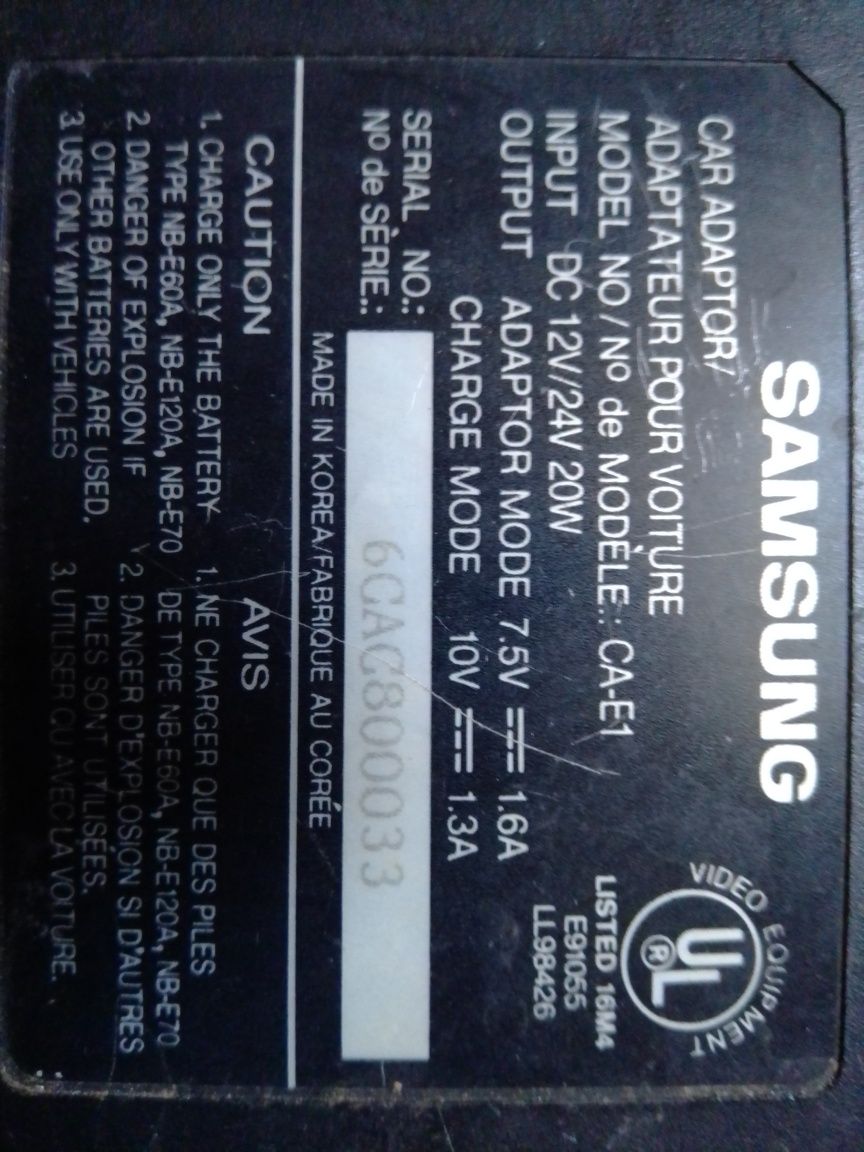 SAMSUNG
CAR ADAPTOR/
ADAPTATEUR POUR VOITURE
MODEL NO/Nº de MODÈLE.: CA-E1
INPUT DC 12V/24V 20W
OUTPUT ADAPTOR MODE 7.5V ⎓ 1.6A
CHARGE MODE 10V ⎓ 1.3A
VIDEO EQUIPMENT
UL
®
LISTED 16M4
E91055
LL98426
SERIAL NO.:
Nº de SÈRIE.:
6CAC800033
MADE IN KOREA/FABRIQUE AU CORÉE
CAUTION
1. CHARGE ONLY THE BATTERY
TYPE NB-E60A, NB-E120A, NB-E70
2. DANGER OF EXPLOSION IF
OTHER BATTERIES ARE USED.
3. USE ONLY WITH VEHICLES
AVIS
1. NE CHARGER QUE DES PILES
DE TYPE NB-E60A, NB-E120A, NB-E70
2. DANGER D'EXPLOSION SI D'AUTRES
PILES SONT UTILISÉES.
3. UTILISER QU'AVEC LA VOITURE.